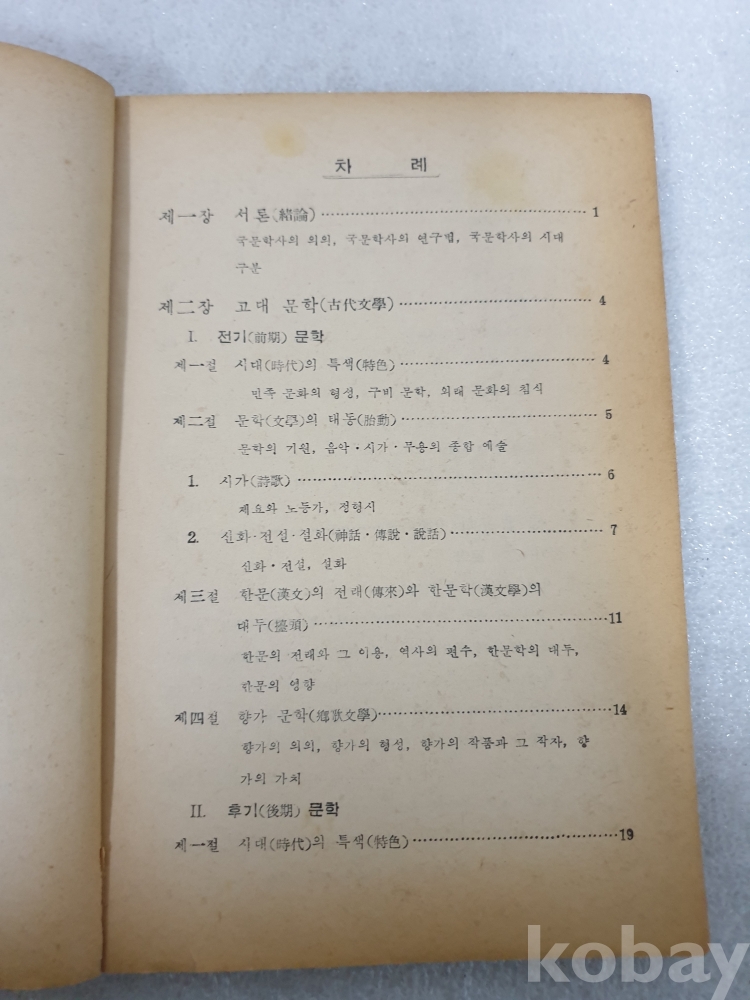 차 례
제一장 서론(緖論) 1
국문학사의 의의, 국문학사의 연구법, 국문학사의 시대
구분
제二장 고대 문학(古代文學) 4
I. 전기(前期) 문학
제一절 시대(時代)의 특색(特色) 4
민족 문화의 형성, 구비 문학, 외래 문화의 침식
제二절 문학(文學)의 태동(胎動) 5
문학의 기원, 음악·시가·무용의 종합 예술
1. 시가(詩歌) 6
제요와 노동가, 정형시
2. 신화·전설·설화(神話·傳說·說話) 7
신화·전설, 설화
제三절 한문(漢文)의 전래(傳來)와 한문학(漢文學)의
대두(擡頭) 11
한문의 전래와 그 이용, 역사의 편수, 한문학의 대두,
한문의 영향
제四절 향가 문학(鄕歌文學) 14
향가의 의의, 향가의 형성, 향가의 작품과 그 작자, 향
가의 가치
II. 후기(後期) 문학
제一절 시대(時代)의 특색(特色) 19
kobay